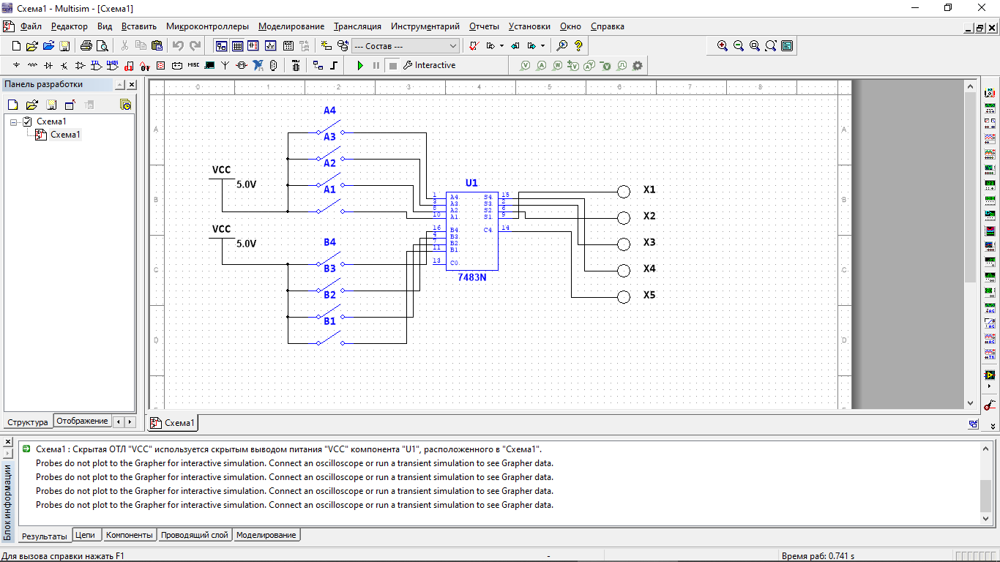 Схема1 - Multisim - [Схема1]
Файл Редактор Вид Вставить Микроконтроллеры Моделирование Трансляция Инструментарий Отчеты Установки Окно Справка
--- Состав ---
MISC
Interactive
Панель разработки
Схема1
Схема1
Структура
Отображение
0 1 2 3 4 5 6 7 8
A
B
C
D
A
B
C
D
A4
A3
A2
A1
VCC
5.0V
VCC
5.0V
B4
B3
B2
B1
U1
1 A4
3 A3
8 A2
10 A1
16 B4
4 B3
7 B2
11 B1
13 C0
S4 15
S3 2
S2 6
S1 9
C4 14
7483N
X1
X2
X3
X4
X5
Схема1
Схема1 : Скрытая ОТЛ "VCC" используется скрытым выводом питания "VCC" компонента "U1", расположенного в "Схема1".
Probes do not plot to the Grapher for interactive simulation. Connect an oscilloscope or run a transient simulation to see Grapher data.
Probes do not plot to the Grapher for interactive simulation. Connect an oscilloscope or run a transient simulation to see Grapher data.
Probes do not plot to the Grapher for interactive simulation. Connect an oscilloscope or run a transient simulation to see Grapher data.
Probes do not plot to the Grapher for interactive simulation. Connect an oscilloscope or run a transient simulation to see Grapher data.
Блок информации
Результаты Цепи Компоненты Проводящий слой Моделирование
Для вызова справки нажать F1
-
Время раб: 0.741 s